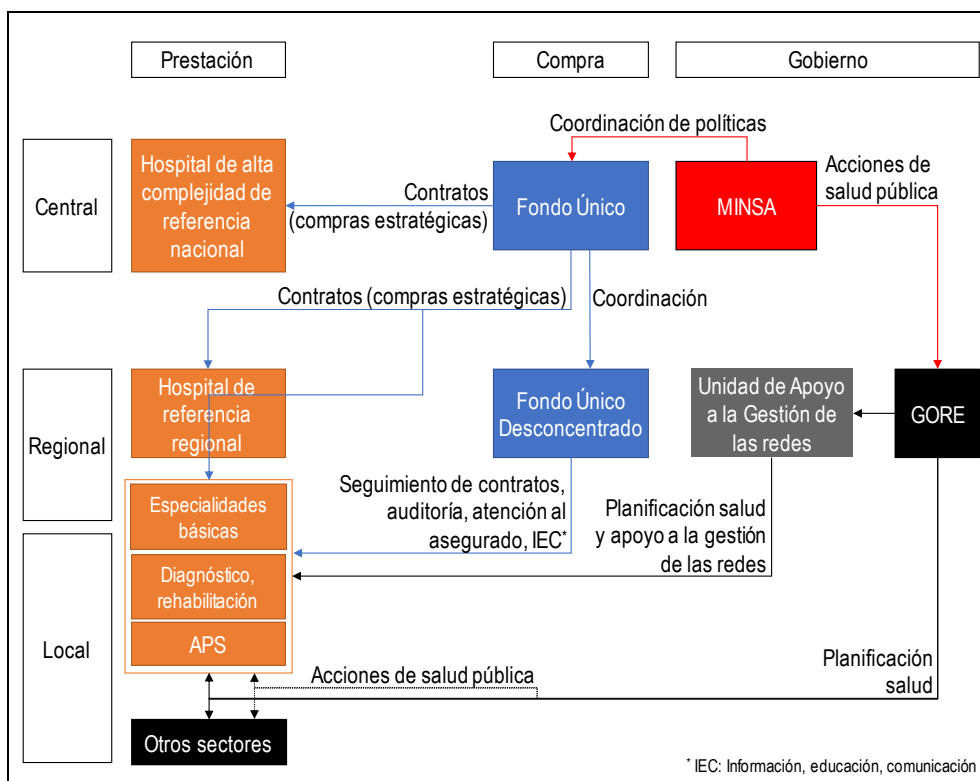 Prestación
Compra
Gobierno
Coordinación de políticas
Central
Hospital de alta
complejidad de
referencia
nacional
Contratos
(compras estratégicas)
Fondo Único
MINSA
Acciones de
salud pública
Contratos (compras estratégicas)
Coordinación
Regional
Hospital de
referencia
regional
Fondo Único
Desconcentrado
Unidad de Apoyo
a la Gestión de
las redes
GORE
Especialidades
básicas
Seguimiento de contratos,
auditoría, atención al
asegurado, IEC*
Planificación salud
y apoyo a la gestión
de las redes
Local
Diagnóstico,
rehabilitación
APS
Acciones de salud pública
Planificación
salud
Otros sectores
* IEC: Información, educación, comunicación